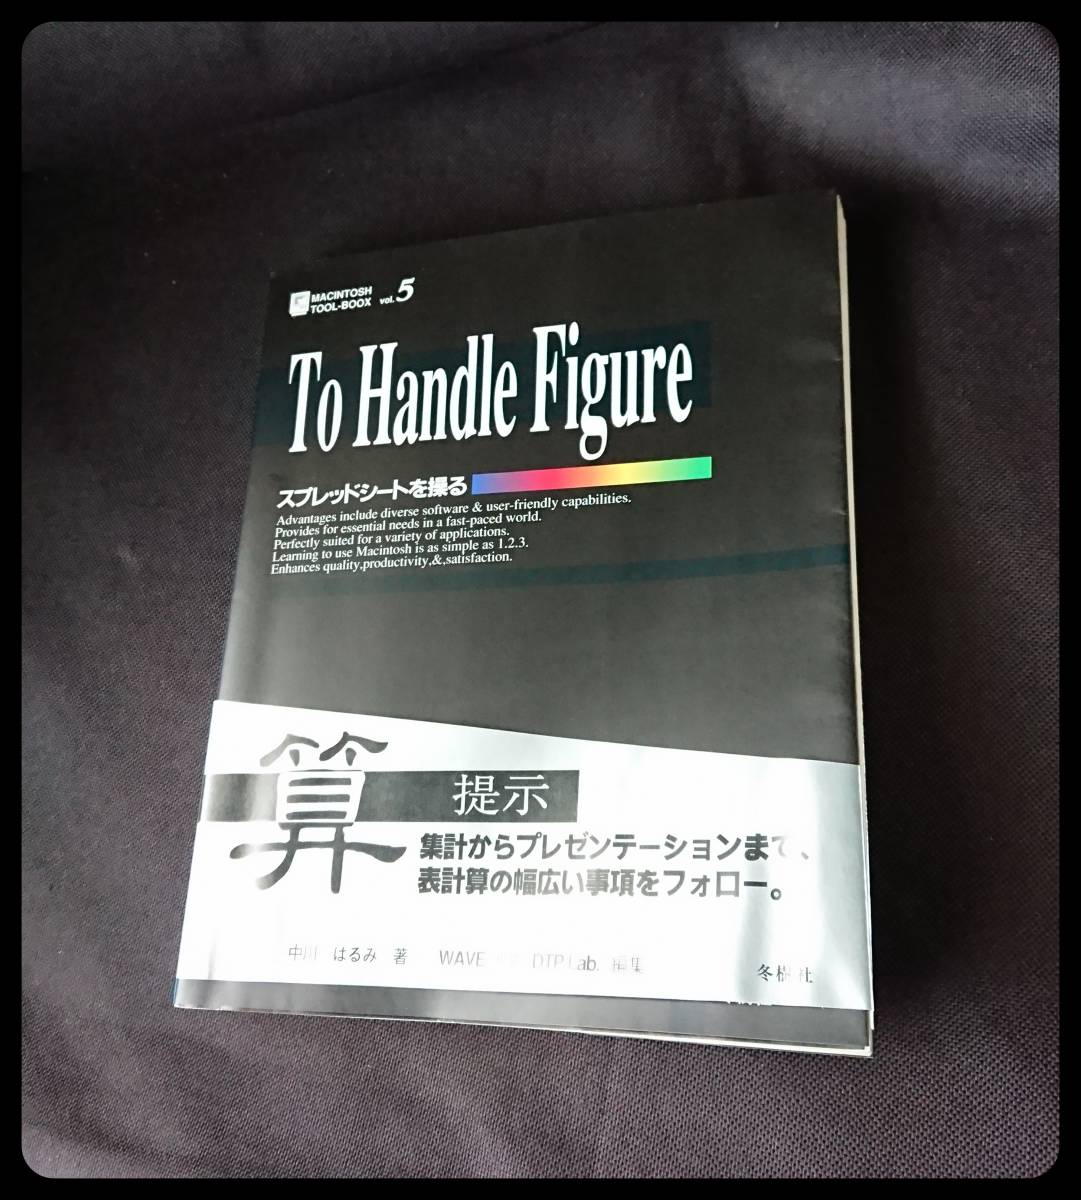 MACINTOSH
TOOL-BOOX vol. 5
To Handle Figure
スプレッドシートを操る
Advantages include diverse software & user-friendly capabilities.
Provides for essential needs in a fast-paced world.
Perfectly suited for a variety of applications.
Learning to use Macintosh is as simple as 1.2.3.
Enhances quality,productivity,&,satisfaction.
算
提示
集計からプレゼンテーションまで、
表計算の幅広い事項をフォロー。
中川 はるみ 著 WAVE DTP Lab. 編集
冬樹社